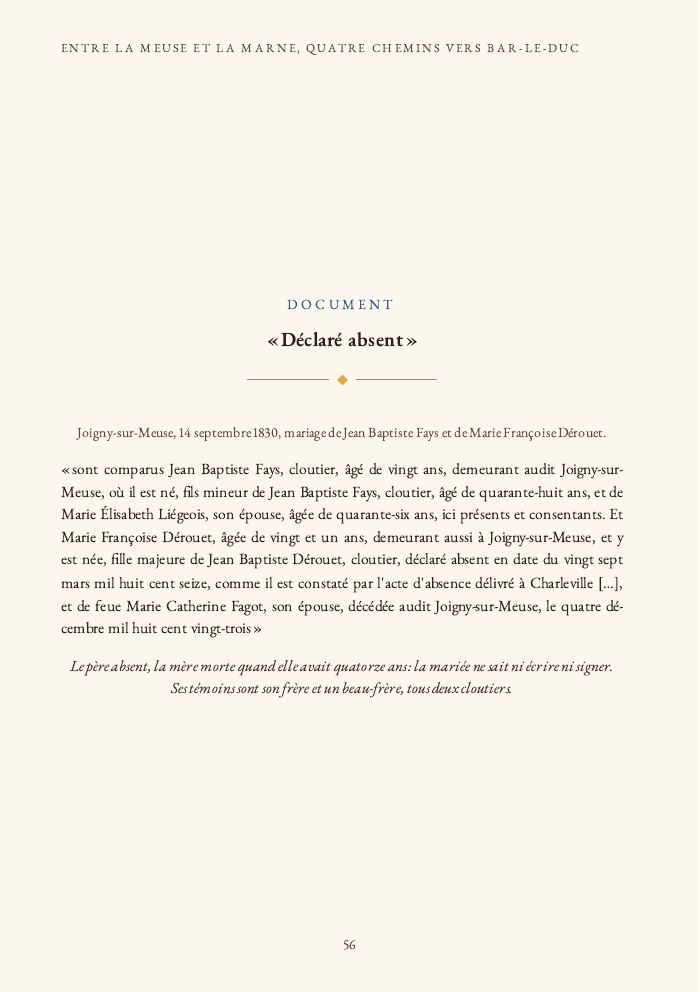 ENTRE LA MEUSE ET LA MARNE, QUATRE CHEMINS VERS BAR-LE-DUC
DOCUMENT
« Déclaré absent »
Joigny-sur-Meuse, 14 septembre 1830, mariage de Jean Baptiste Fays et de Marie Françoise Dérouet.
« sont comparus Jean Baptiste Fays, cloutier, âgé de vingt ans, demeurant audit Joigny-sur-
Meuse, où il est né, fils mineur de Jean Baptiste Fays, cloutier, âgé de quarante-huit ans, et de
Marie Élisabeth Liégeois, son épouse, âgée de quarante-six ans, ici présents et consentants. Et
Marie Françoise Dérouet, âgée de vingt et un ans, demeurant aussi à Joigny-sur-Meuse, et y
est née, fille majeure de Jean Baptiste Dérouet, cloutier, déclaré absent en date du vingt sept
mars mil huit cent seize, comme il est constaté par l'acte d'absence délivré à Charleville [...],
et de feue Marie Catherine Fagot, son épouse, décédée audit Joigny-sur-Meuse, le quatre dé-
cembre mil huit cent vingt-trois »
Le père absent, la mère morte quand elle avait quatorze ans : la mariée ne sait ni écrire ni signer.
Ses témoins sont son frère et un beau-frère, tous deux cloutiers.
56